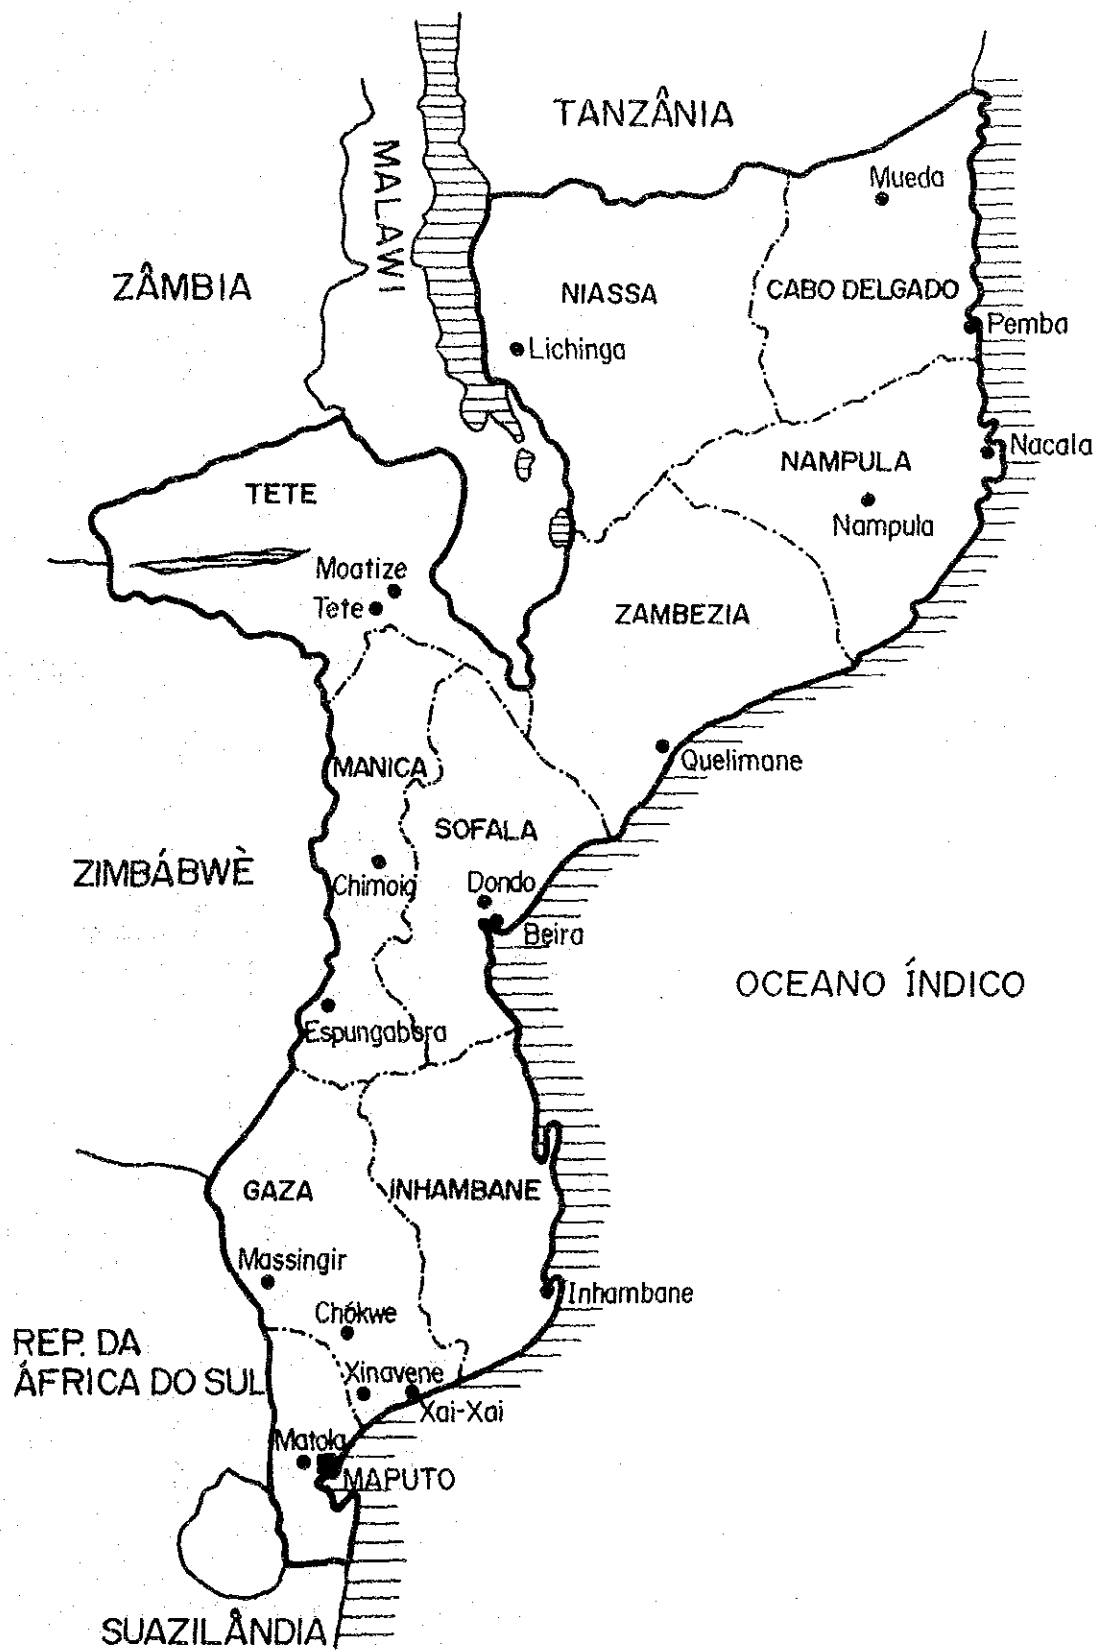 TANZÂNIA
MALAWI
Mueda
ZÂMBIA
NIASSA
CABO DELGADO
Pemba
Lichinga
Nacala
NAMPULA
TETE
Nampula
Moatize
Tete
ZAMBEZIA
Quelimane
MANICA
SOFALA
ZIMBÁBWÈ
Chimoio
Dondo
Beira
OCEANO ÍNDICO
Espungabera
GAZA
INHAMBANE
Massingir
Inhambane
Chókwe
REP. DA
ÁFRICA DO SUL
Xinavene
Xai-Xai
Matola
MAPUTO
SUAZILÂNDIA